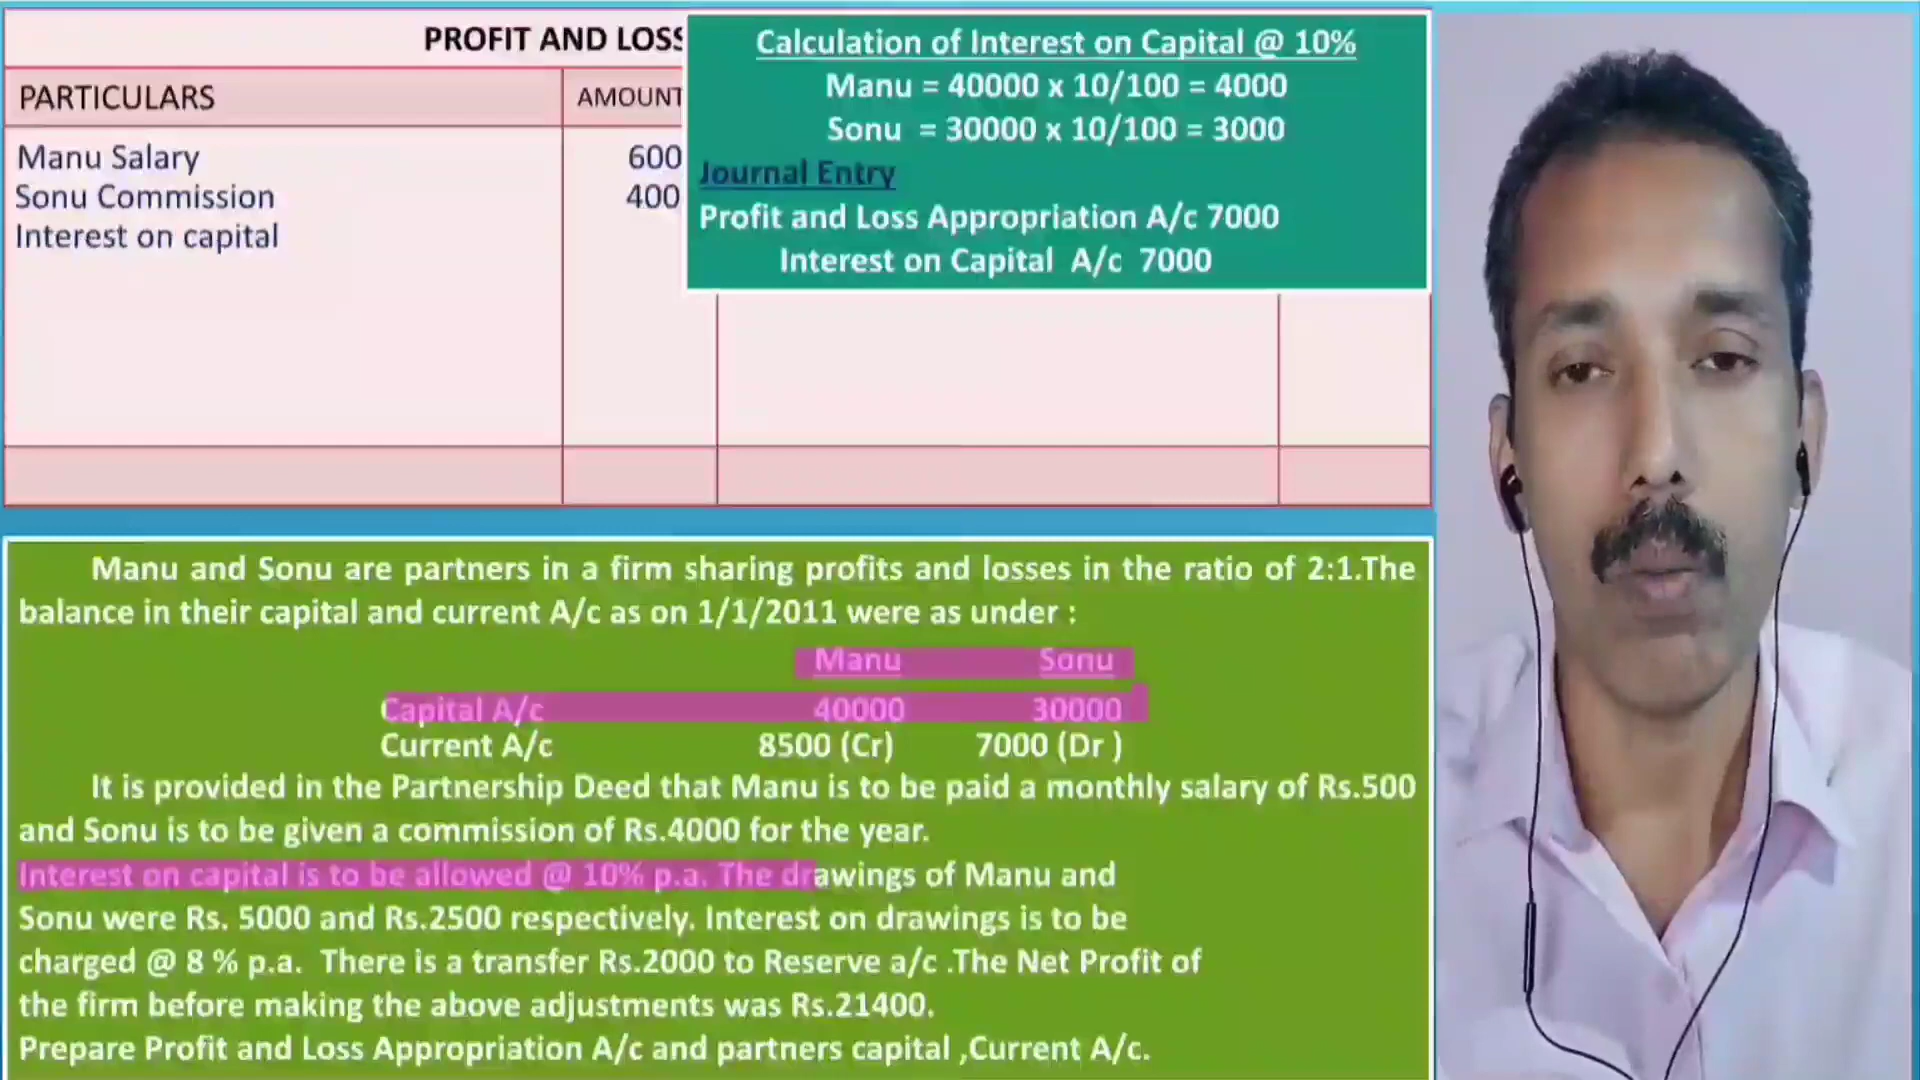 PROFIT AND LOSS
PARTICULARS
AMOUNT
Manu Salary 600
Sonu Commission 400
Interest on capital
Calculation of Interest on Capital @ 10%
Manu = 40000 x 10/100 = 4000
Sonu = 30000 x 10/100 = 3000
Journal Entry
Profit and Loss Appropriation A/c 7000
Interest on Capital A/c 7000
Manu and Sonu are partners in a firm sharing profits and losses in the ratio of 2:1.The
balance in their capital and current A/c as on 1/1/2011 were as under :
Manu Sonu
Capital A/c 40000 30000
Current A/c 8500 (Cr) 7000 (Dr )
It is provided in the Partnership Deed that Manu is to be paid a monthly salary of Rs.500
and Sonu is to be given a commission of Rs.4000 for the year.
Interest on capital is to be allowed @ 10% p.a. The drawings of Manu and
Sonu were Rs. 5000 and Rs.2500 respectively. Interest on drawings is to be
charged @ 8 % p.a. There is a transfer Rs.2000 to Reserve a/c .The Net Profit of
the firm before making the above adjustments was Rs.21400.
Prepare Profit and Loss Appropriation A/c and partners capital ,Current A/c.